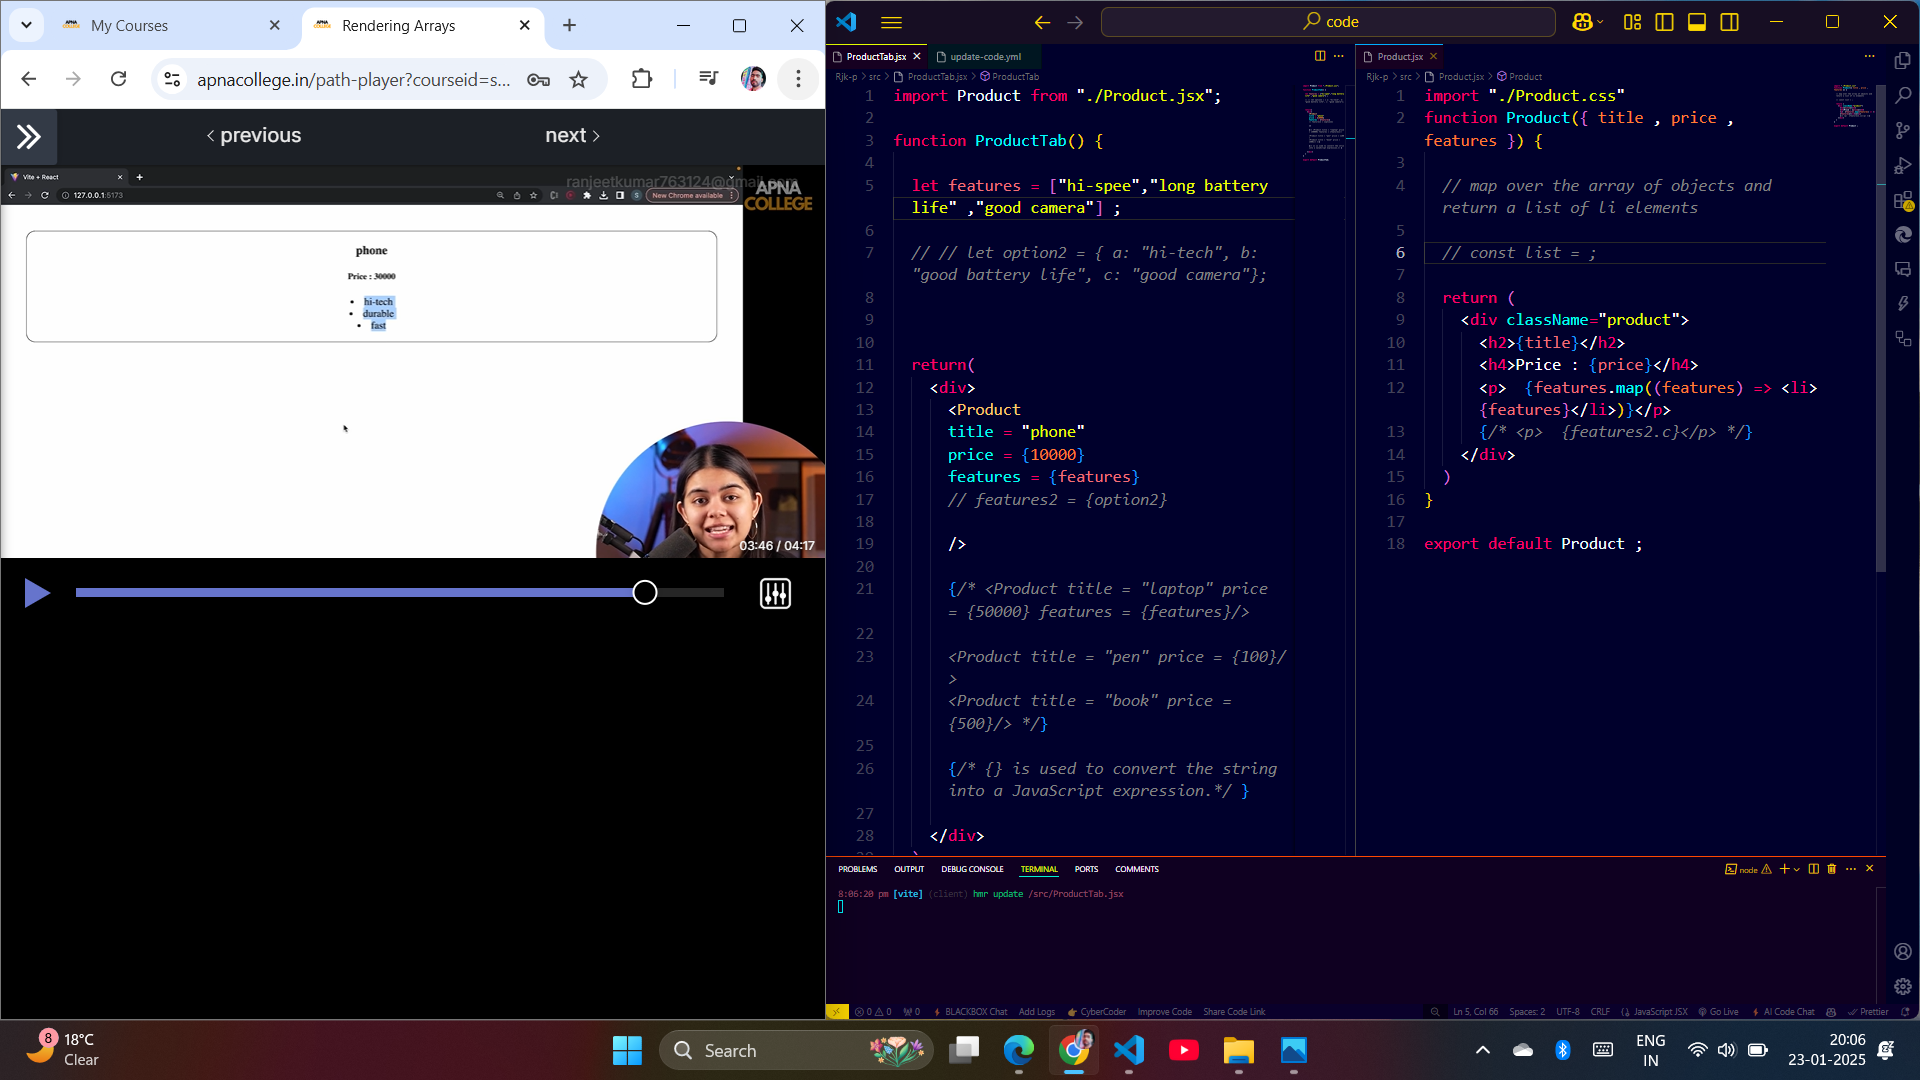 My Courses
Rendering Arrays
apnacollege.in/path-player?courseid=s...
previous
next
Vite + React
127.0.0.1:5173
New Chrome available
APNA
COLLEGE
phone
Price : 30000
hi-tech
durable
fast
03:46 / 04:17
code
ProductTab.jsx
update-code.yml
Rjk-p > src > ProductTab.jsx > ProductTab
1 import Product from "./Product.jsx";
2
3 function ProductTab() {
4
5 let features = ["hi-spee","long battery
life" ,"good camera"] ;
6
7 // // let option2 = { a: "hi-tech", b:
"good battery life", c: "good camera"};
8
9
10
11 return(
12 <div>
13 <Product
14 title = "phone"
15 price = {10000}
16 features = {features}
17 // features2 = {option2}
18
19 />
20
21 {/* <Product title = "laptop" price
= {50000} features = {features}/>
22
23 <Product title = "pen" price = {100}/
>
24 <Product title = "book" price =
{500}/> */}
25
26 {/* {} is used to convert the string
into a JavaScript expression.*/ }
27
28 </div>
Product.jsx
Rjk-p > src > Product.jsx > Product
1 import "./Product.css"
2 function Product({ title , price ,
features }) {
3
4 // map over the array of objects and
return a list of li elements
5
6 // const list = ;
7
8 return (
9 <div className="product">
10 <h2>{title}</h2>
11 <h4>Price : {price}</h4>
12 <p> {features.map((features) => <li>
{features}</li>)}</p>
13 {/* <p> {features2.c}</p> */}
14 </div>
15 )
16 }
17
18 export default Product ;
PROBLEMS OUTPUT DEBUG CONSOLE TERMINAL PORTS COMMENTS
node
8:06:20 pm [vite] (client) hmr update /src/ProductTab.jsx
0 0 0 BLACKBOX Chat Add Logs CyberCoder Improve Code Share Code Link
Ln 5, Col 66 Spaces: 2 UTF-8 CRLF JavaScript JSX Go Live AI Code Chat Prettier
8
18°C
Clear
Search
ENG
IN
20:06
23-01-2025